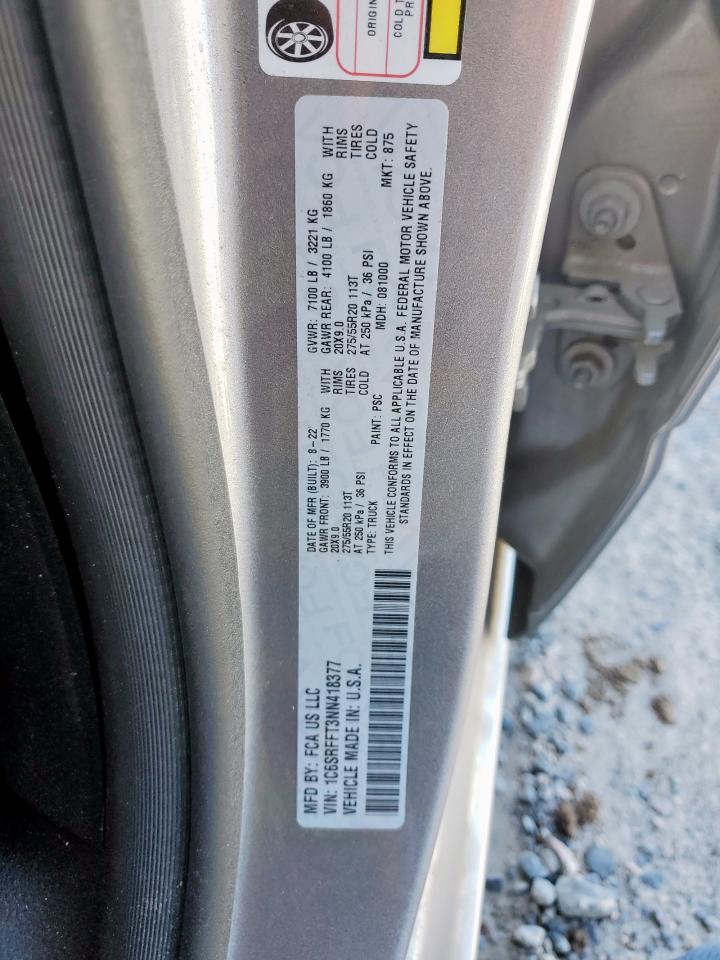 ORIGIN
COLD T
PR
MFD BY: FCA US LLC
VIN: 1C6SRFFT3NN418377
VEHICLE MADE IN: U.S.A.
DATE OF MFR (BUILT): 8-22
GAWR FRONT: 3900 LB / 1770 KG WITH
20X9.0 RIMS
275/55R20 113T TIRES
AT 250 kPa / 36 PSI COLD
TYPE: TRUCK PAINT: PSC
GVWR: 7100 LB / 3221 KG
GAWR REAR: 4100 LB / 1860 KG WITH
20X9.0 RIMS
275/55R20 113T TIRES
AT 250 kPa / 36 PSI COLD
MDH: 081000 MKT: 875
THIS VEHICLE CONFORMS TO ALL APPLICABLE U.S.A. FEDERAL MOTOR VEHICLE SAFETY
STANDARDS IN EFFECT ON THE DATE OF MANUFACTURE SHOWN ABOVE.